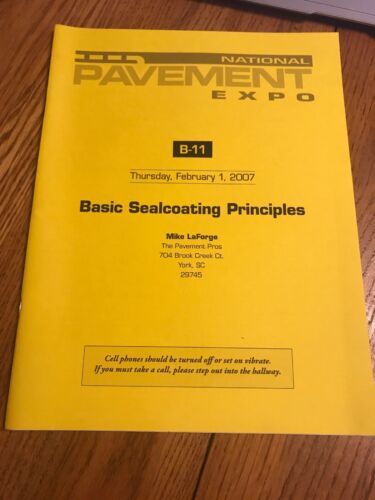 NATIONAL
PAVEMENT
EXPO
B-11
Thursday, February 1, 2007
Basic Sealcoating Principles
Mike LaForge
The Pavement Pros
704 Brook Creek Ct.
York, SC
29745
Cell phones should be turned off or set on vibrate.
If you must take a call, please step out into the hallway.